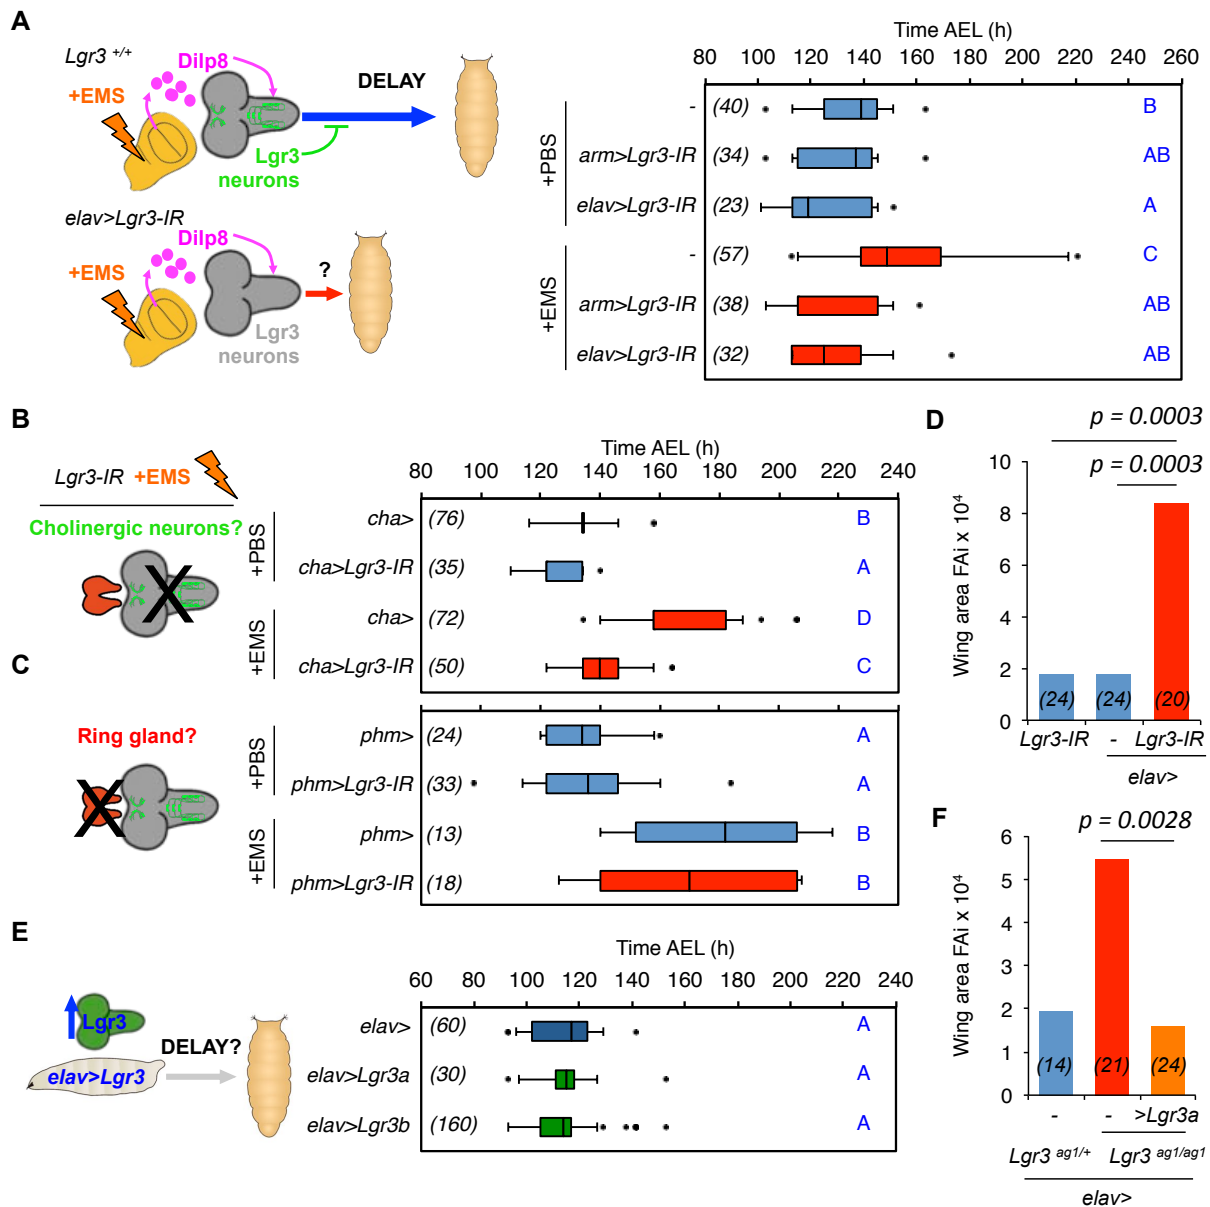 A
Lgr3 +/+
Dilp8
+EMS
DELAY
Lgr3
neurons
elav>Lgr3-IR
Dilp8
+EMS
?
Lgr3
neurons
Time AEL (h)
80 100 120 140 160 180 200 220 240 260
+PBS
- (40) B
arm>Lgr3-IR (34) AB
elav>Lgr3-IR (23) A
+EMS
- (57) C
arm>Lgr3-IR (38) AB
elav>Lgr3-IR (32) AB
B
Lgr3-IR +EMS
Cholinergic neurons?
Time AEL (h)
80 100 120 140 160 180 200 220 240
+PBS
cha> (76) B
cha>Lgr3-IR (35) A
+EMS
cha> (72) D
cha>Lgr3-IR (50) C
C
Ring gland?
+PBS
phm> (24) A
phm>Lgr3-IR (33) A
+EMS
phm> (13) B
phm>Lgr3-IR (18) B
D
p = 0.0003
p = 0.0003
Wing area FAi x 10⁴
10
8
6
4
2
0
(24) (24) (20)
Lgr3-IR - Lgr3-IR
elav>
E
Lgr3
elav>Lgr3
DELAY?
Time AEL (h)
60 80 100 120 140 160 180 200 220 240
elav> (60) A
elav>Lgr3a (30) A
elav>Lgr3b (160) A
F
p = 0.0028
Wing area FAi x 10⁴
6
5
4
3
2
1
0
(14) (21) (24)
- - >Lgr3a
Lgr3 ag1/+ Lgr3 ag1/ag1
elav>